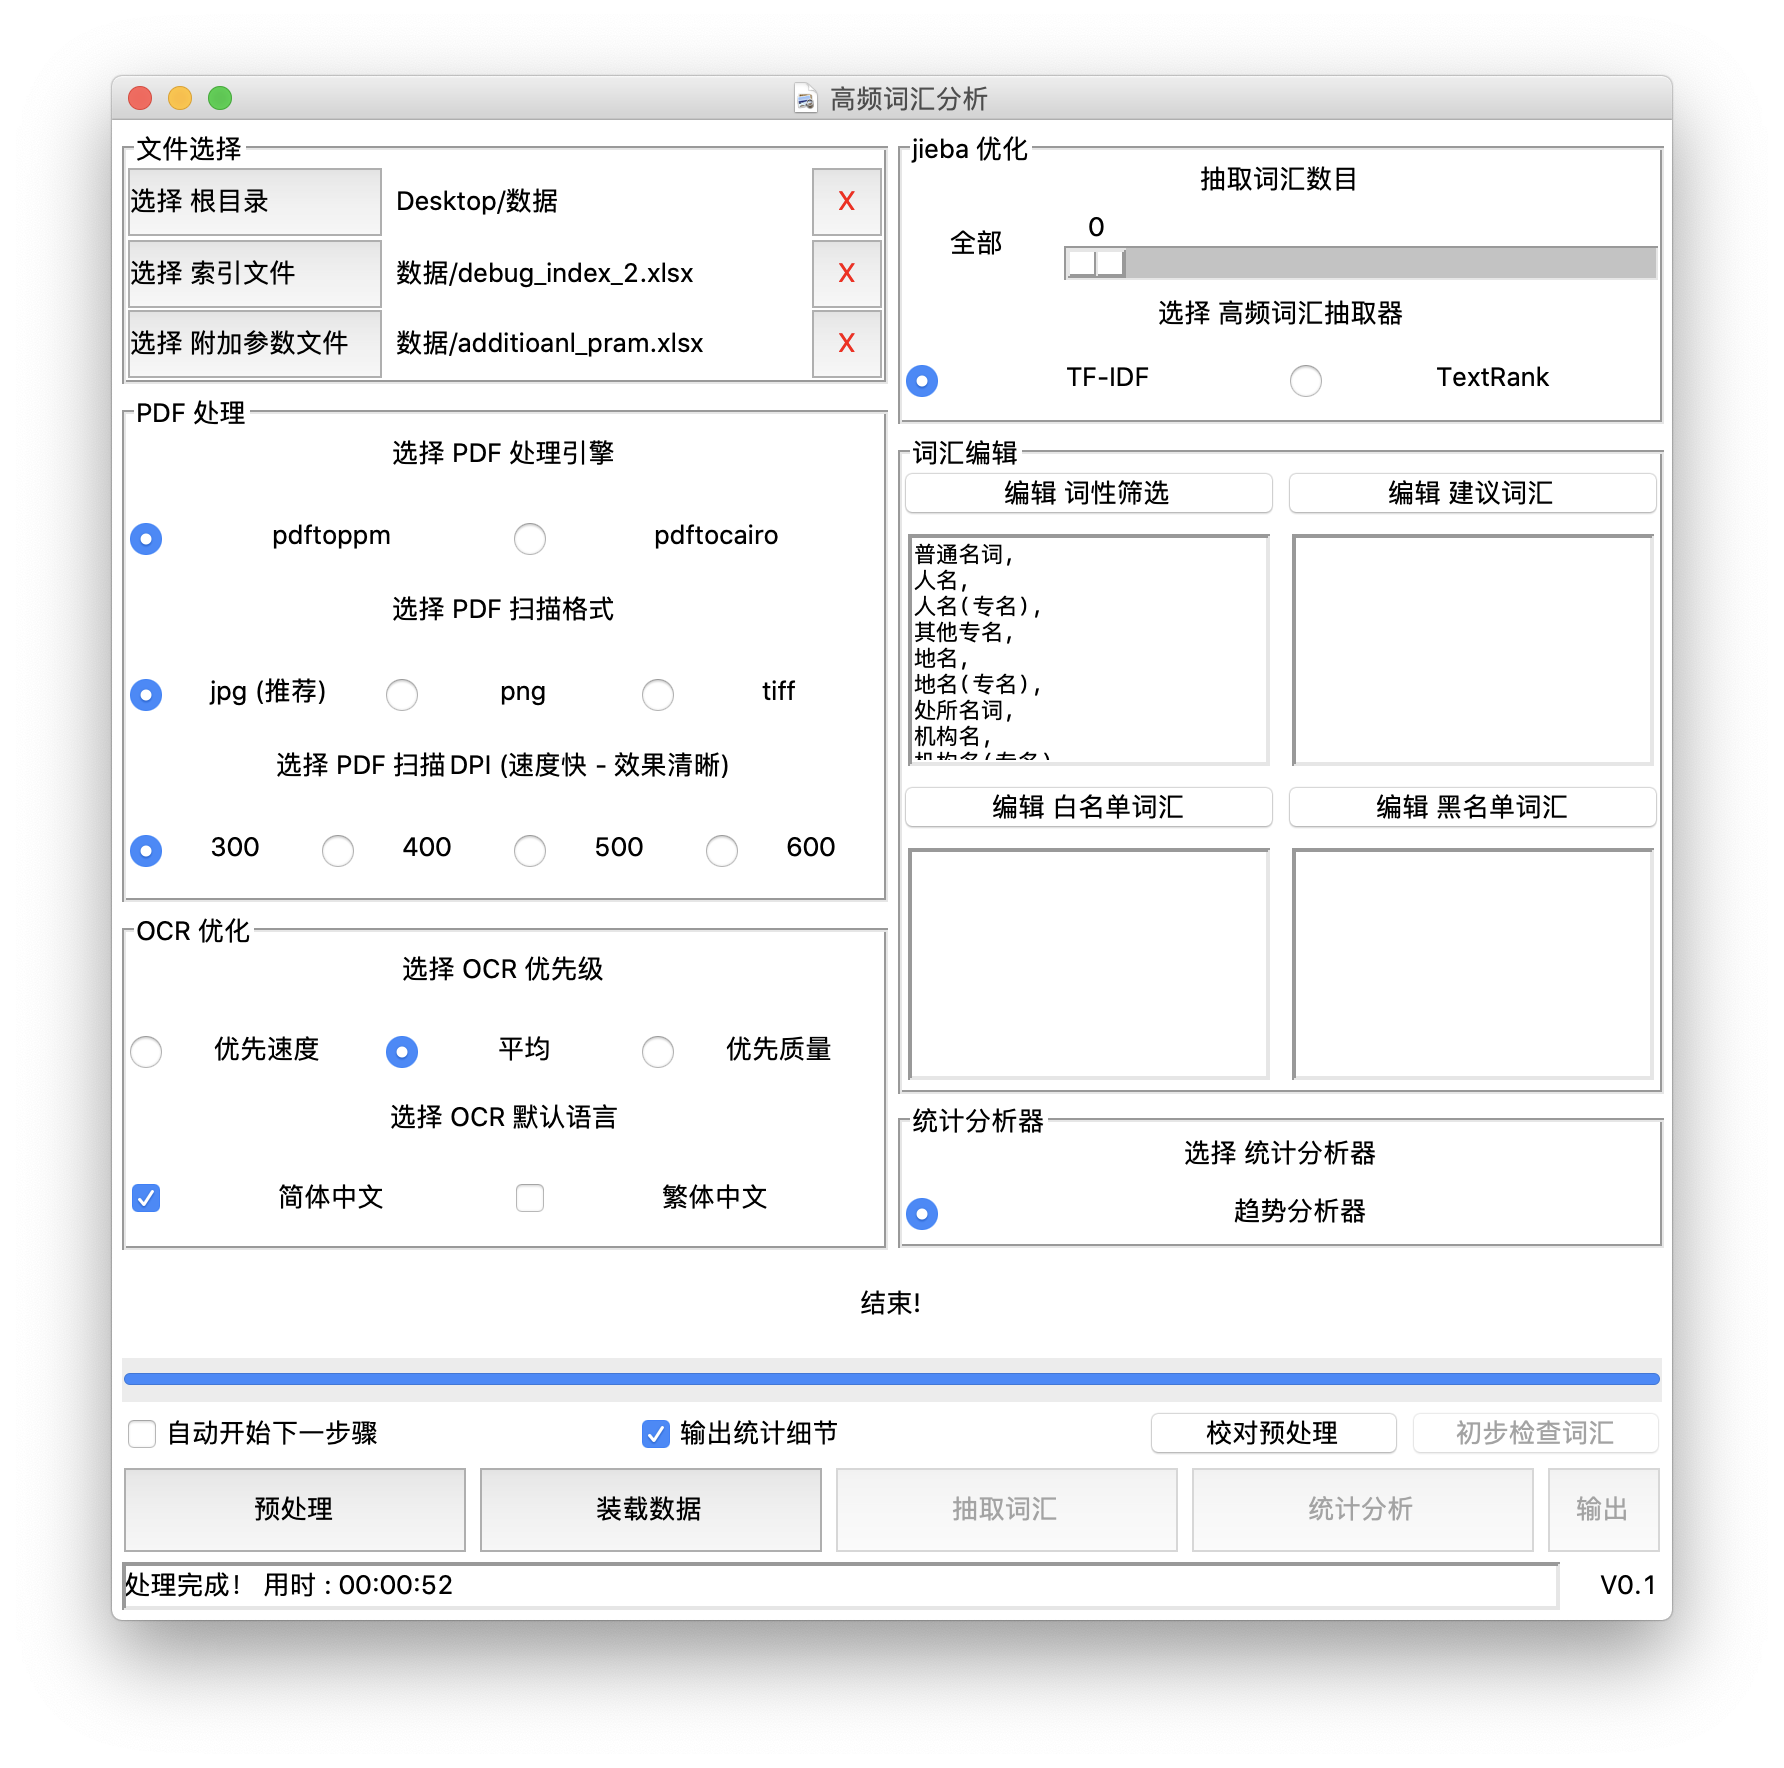 高频词汇分析
文件选择
选择 根目录 Desktop/数据 X
选择 索引文件 数据/debug_index_2.xlsx X
选择 附加参数文件 数据/additioanl_pram.xlsx X
PDF 处理
选择 PDF 处理引擎
pdftoppm pdftocairo
选择 PDF 扫描格式
jpg (推荐) png tiff
选择 PDF 扫描DPI (速度快 - 效果清晰)
300 400 500 600
OCR 优化
选择 OCR 优先级
优先速度 平均 优先质量
选择 OCR 默认语言
简体中文 繁体中文
jieba 优化
抽取词汇数目
0
全部
选择 高频词汇抽取器
TF-IDF TextRank
词汇编辑
编辑 词性筛选 编辑 建议词汇
普通名词,
人名,
人名(专名),
其他专名,
地名,
地名(专名),
处所名词,
机构名,
机构名(专名)
编辑 白名单词汇 编辑 黑名单词汇
统计分析器
选择 统计分析器
趋势分析器
结束!
自动开始下一步骤 输出统计细节 校对预处理 初步检查词汇
预处理 装载数据 抽取词汇 统计分析 输出
处理完成! 用时 : 00:00:52 V0.1